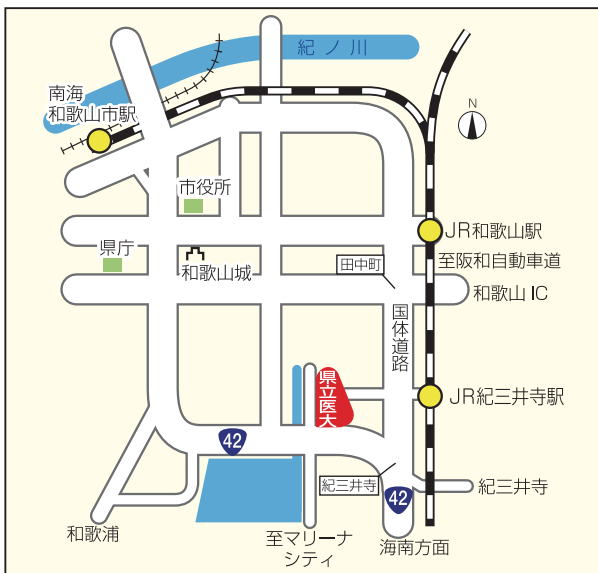 紀ノ川
南海
和歌山市駅
N
市役所
JR和歌山駅
県庁
和歌山城
田中町
至阪和自動車道
和歌山 IC
国体道路
県立医大
JR紀三井寺駅
42
紀三井寺
42
紀三井寺
和歌浦
至マリーナ
シティ
海南方面